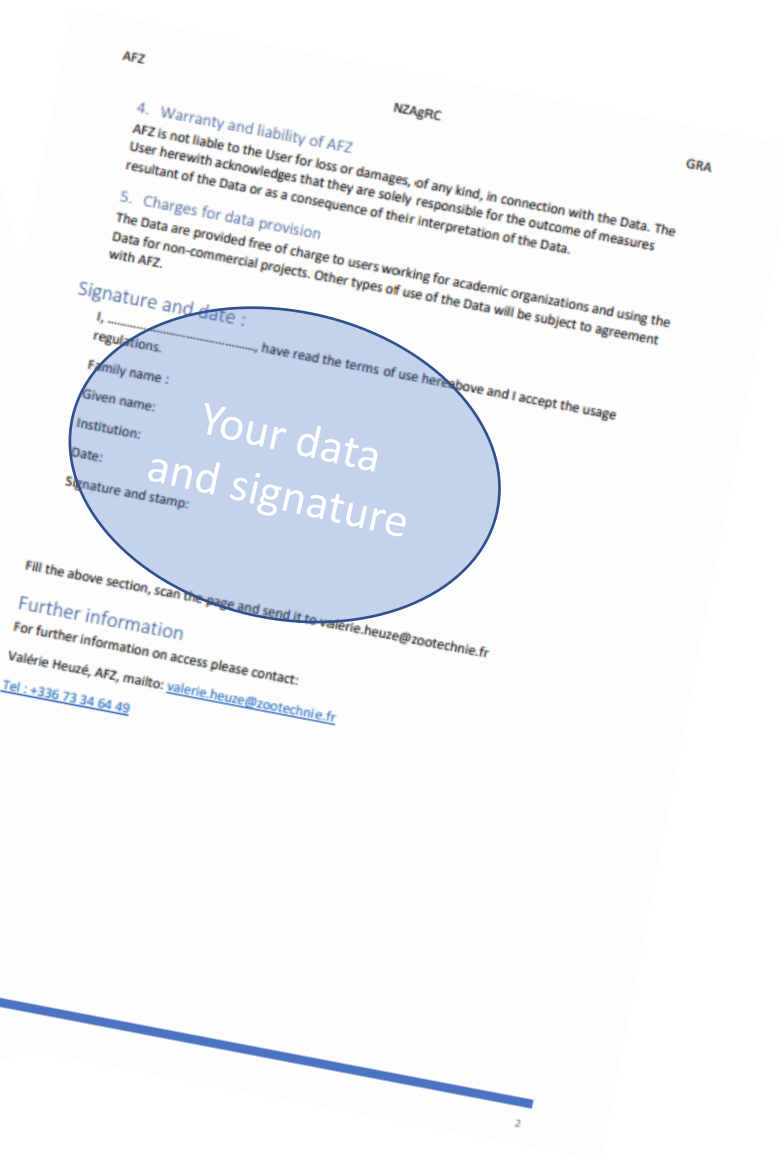 AFZ
NZAgRC
GRA
4. Warranty and liability of AFZ
AFZ is not liable to the User for loss or damages, of any kind, in connection with the Data. The
User herewith acknowledges that they are solely responsible for the outcome of measures
resultant of the Data or as a consequence of their interpretation of the Data.
5. Charges for data provision
The Data are provided free of charge to users working for academic organizations and using the
Data for non-commercial projects. Other types of use of the Data will be subject to agreement
with AFZ.
Signature and date :
I, ............................................., have read the terms of use hereabove and I accept the usage
regulations.
Family name :
Given name:
Institution:
Date:
Signature and stamp:
Your data
and signature
Fill the above section, scan the page and send it to valerie.heuze@zootechnie.fr
Further information
For further information on access please contact:
Valérie Heuzé, AFZ, mailto: valerie.heuze@zootechnie.fr
Tel : +336 73 34 64 49
2